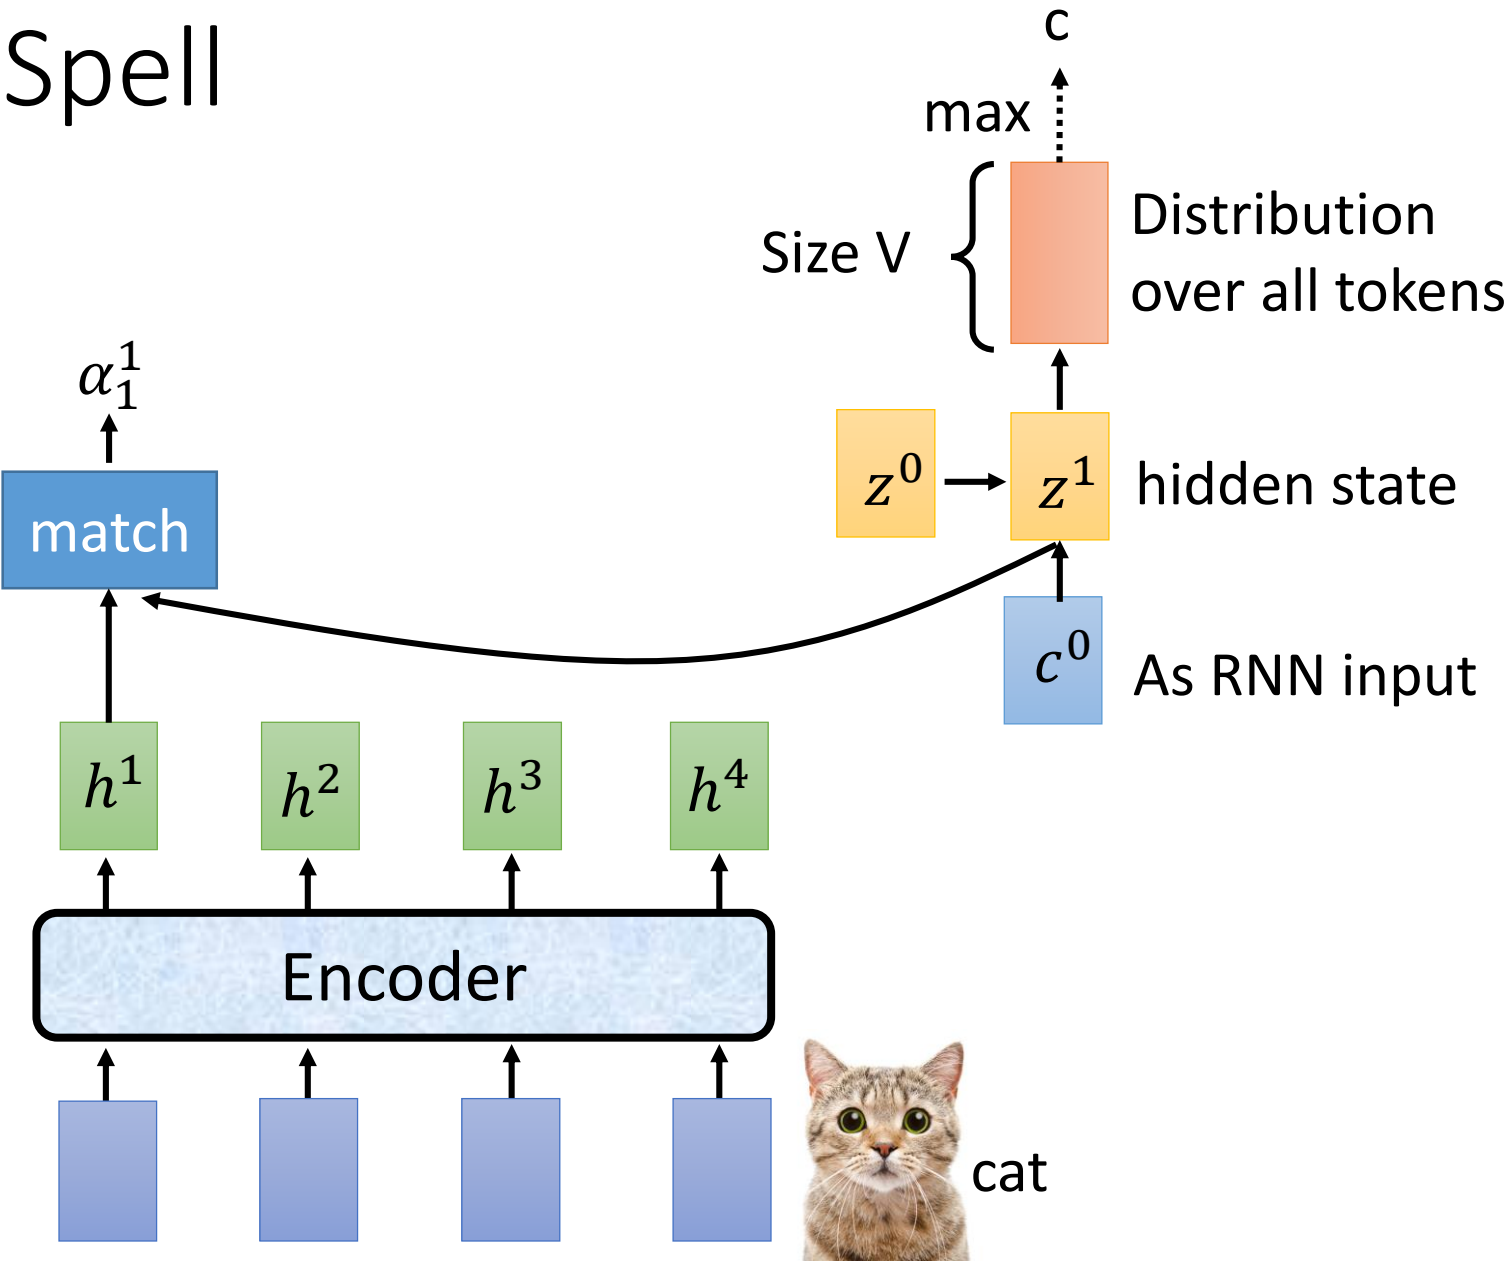 Spell
c
max
Size V
Distribution
over all tokens
α₁¹
z⁰
z¹
hidden state
match
c⁰
As RNN input
h¹
h²
h³
h⁴
Encoder
cat